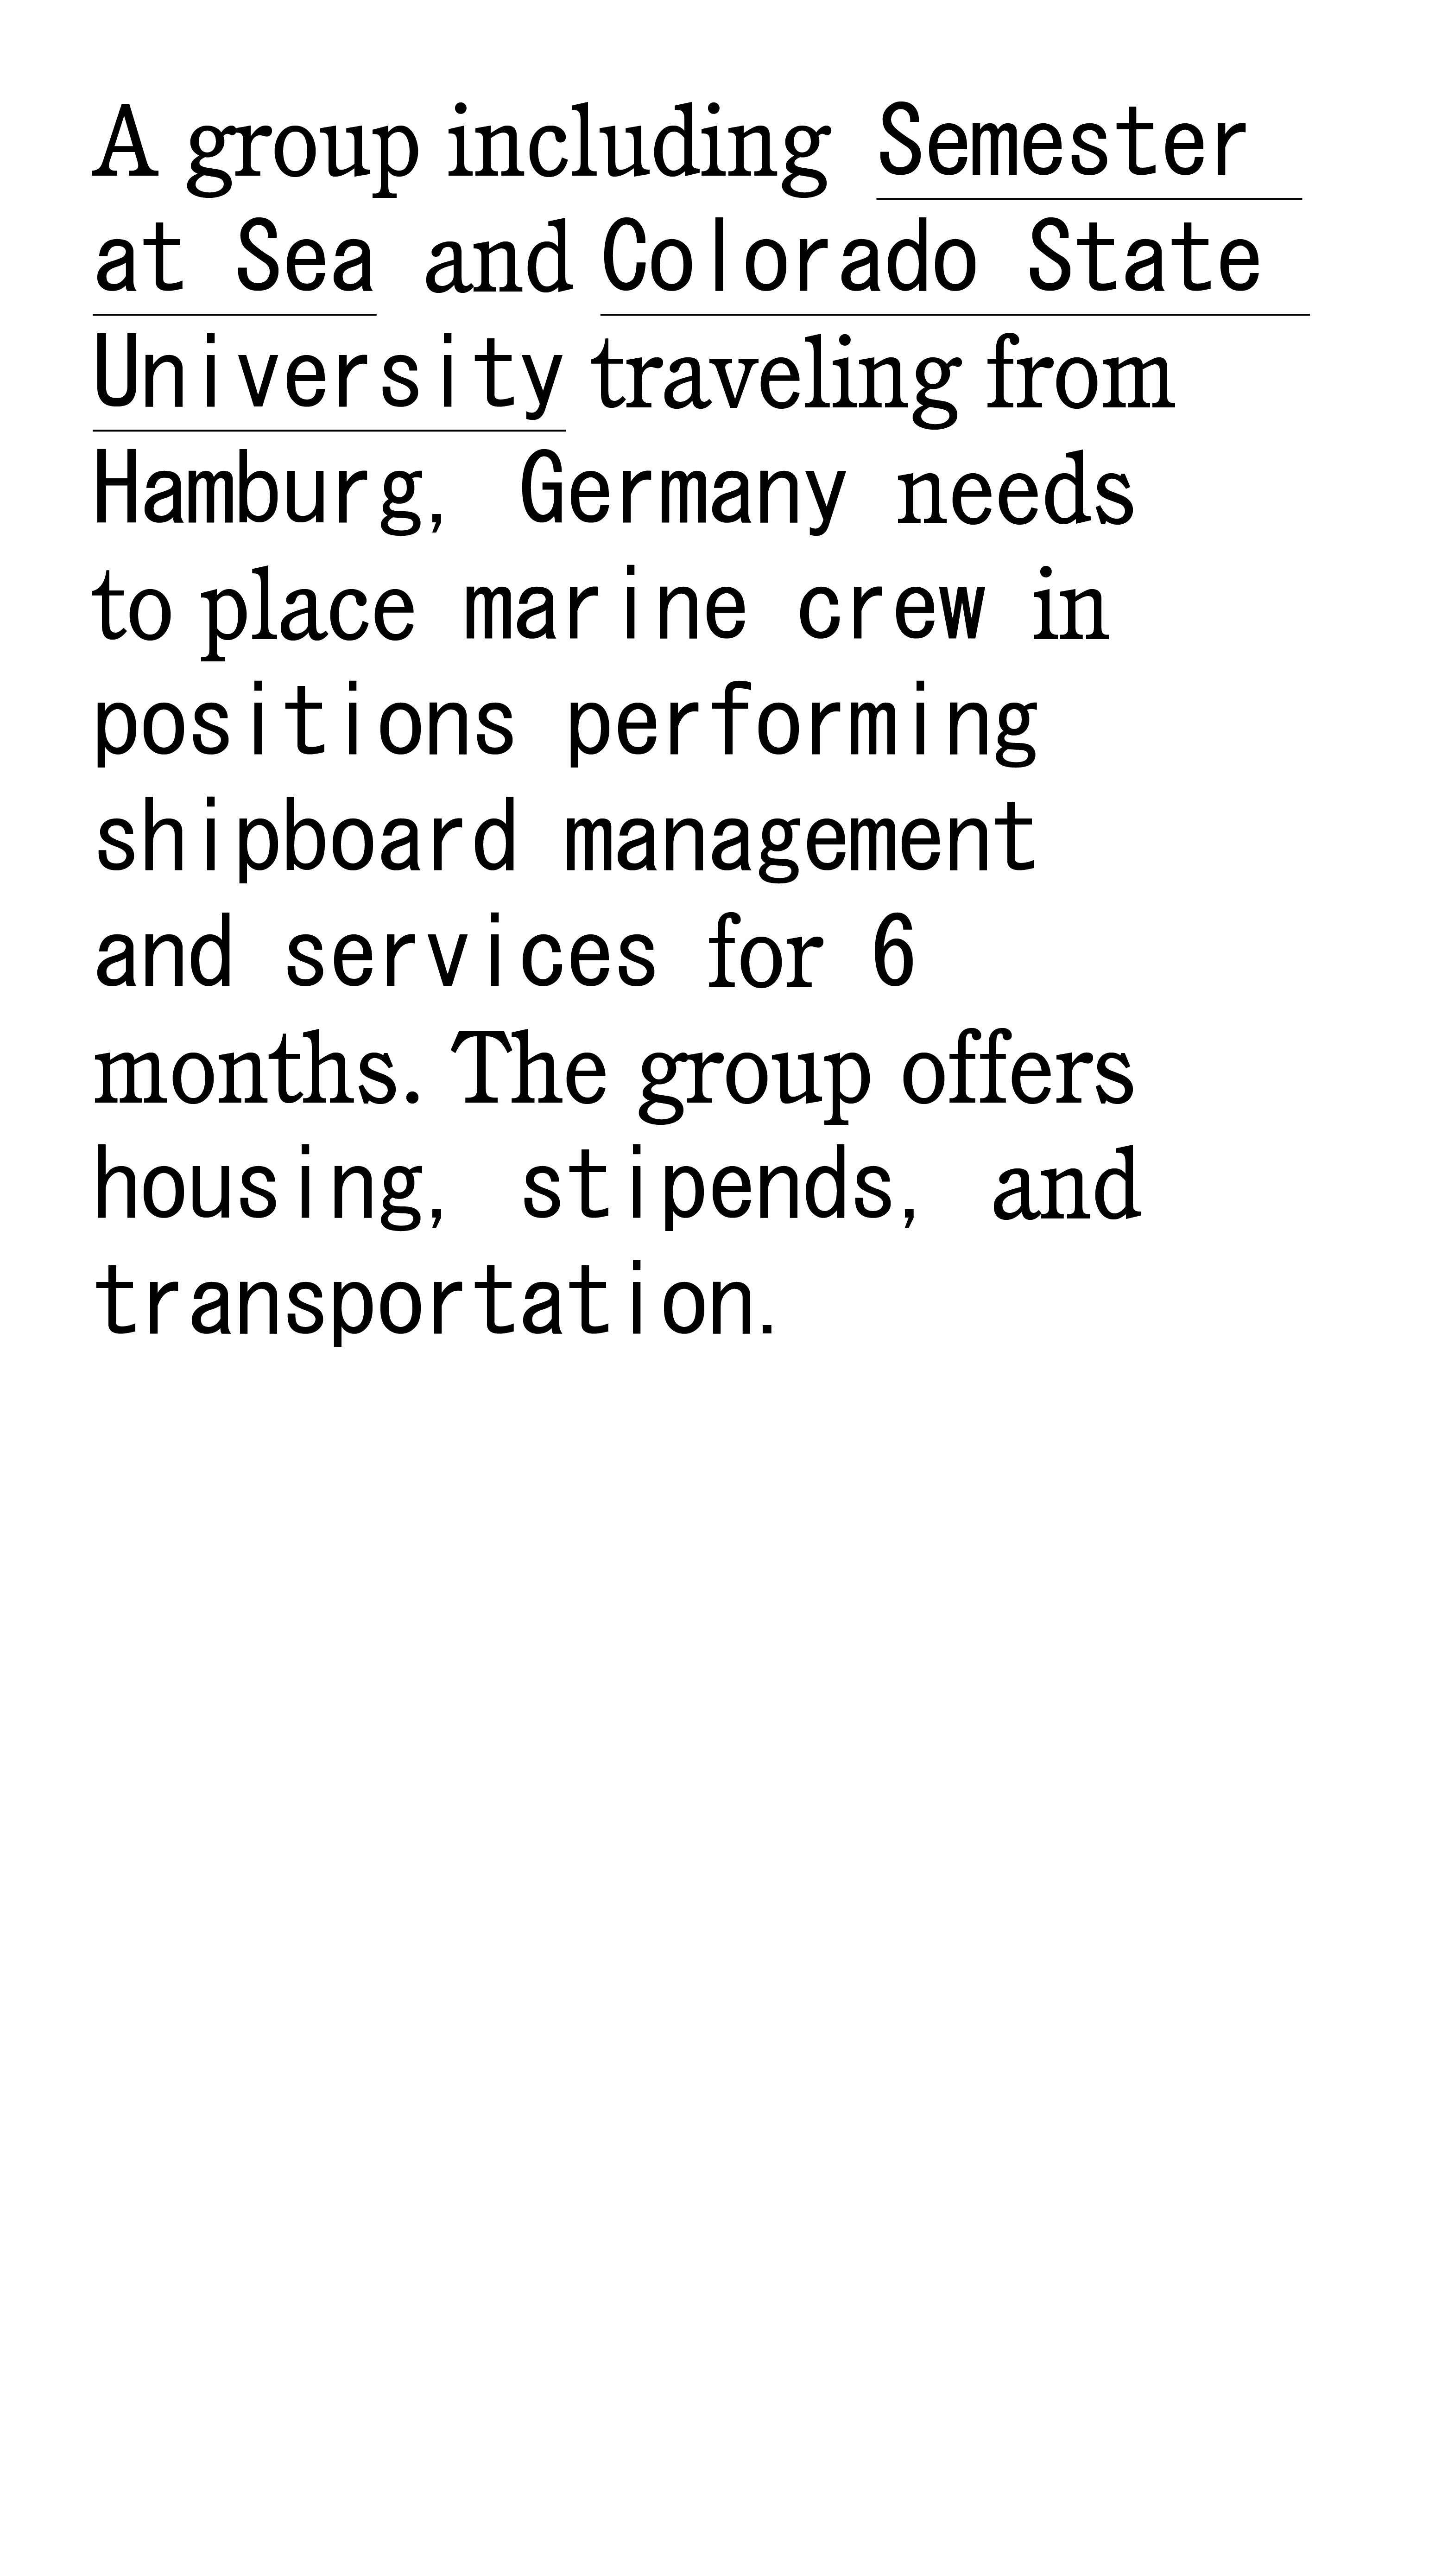 A group including Semester
at Sea and Colorado State
University traveling from
Hamburg, Germany needs
to place marine crew in
positions performing
shipboard management
and services for 6
months. The group offers
housing, stipends, and
transportation.